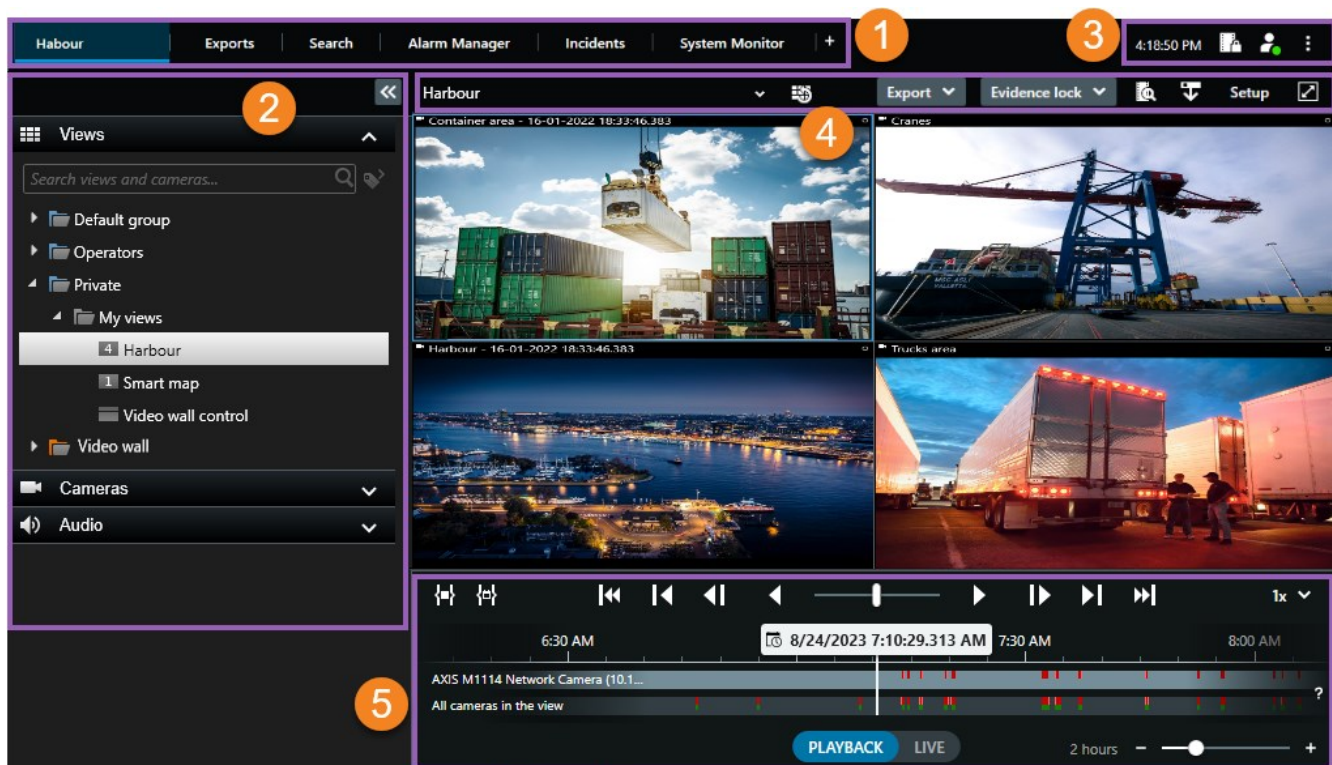 Habour Exports Search Alarm Manager Incidents System Monitor +
1
3
4:18:50 PM
2
Harbour
Export Evidence lock Setup
4
Views
Search views and cameras...
Default group
Operators
Private
My views
4 Harbour
1 Smart map
Video wall control
Video wall
Cameras
Audio
Container area - 16-01-2022 18:33:46.383
Cranes
MSC ASLI
VALLETTA
Harbour - 16-01-2022 18:33:46.383
Trucks area
1x
6:30 AM 8/24/2023 7:10:29.313 AM 7:30 AM 8:00 AM
AXIS M1114 Network Camera (10.1...
All cameras in the view
?
5
PLAYBACK LIVE
2 hours - +